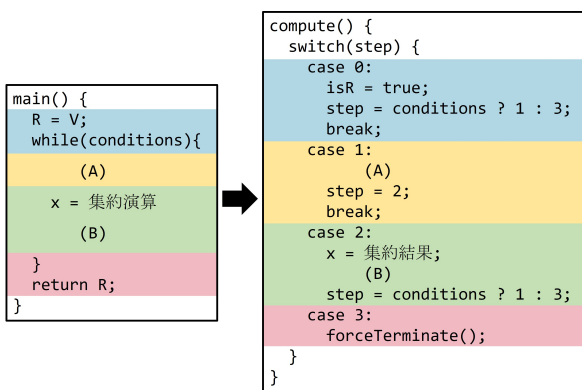 main() {
R = V;
while(conditions){
(A)
x = 集約演算
(B)
}
return R;
}
compute() {
switch(step) {
case 0:
isR = true;
step = conditions ? 1 : 3;
break;
case 1:
(A)
step = 2;
break;
case 2:
x = 集約結果;
(B)
step = conditions ? 1 : 3;
case 3:
forceTerminate();
}
}